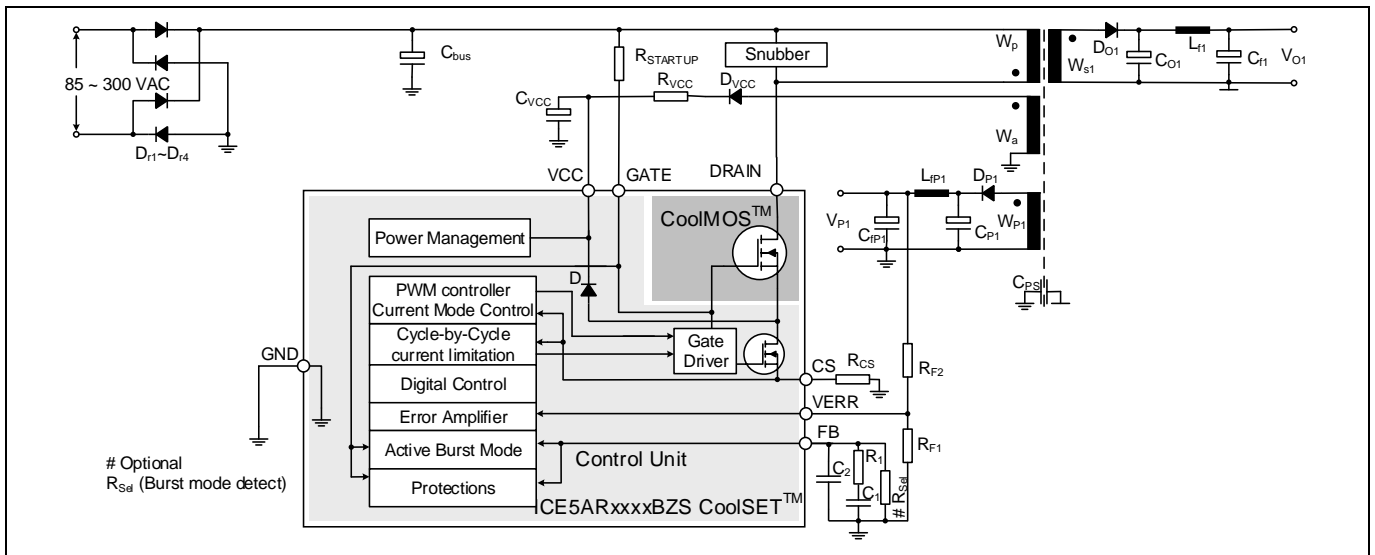 85 ~ 300 VAC
Dr1~Dr4
Cbus
RSTARTUP
Snubber
RVCC
DVCC
CVCC
Wp
Ws1
DO1
CO1
Lf1
Cf1
VO1
Wa
VCC
GATE
DRAIN
LfP1
DP1
VP1
CfP1
CP1
WP1
CPS
CoolMOS™
Power Management
D
PWM controller
Current Mode Control
Cycle-by-Cycle
current limitation
Digital Control
Error Amplifier
Active Burst Mode
Protections
Gate
Driver
GND
CS
RCS
VERR
FB
RF2
RF1
C2
R1
C1
# RSel
Control Unit
ICE5ARxxxxBZS CoolSET™
# Optional
RSel (Burst mode detect)